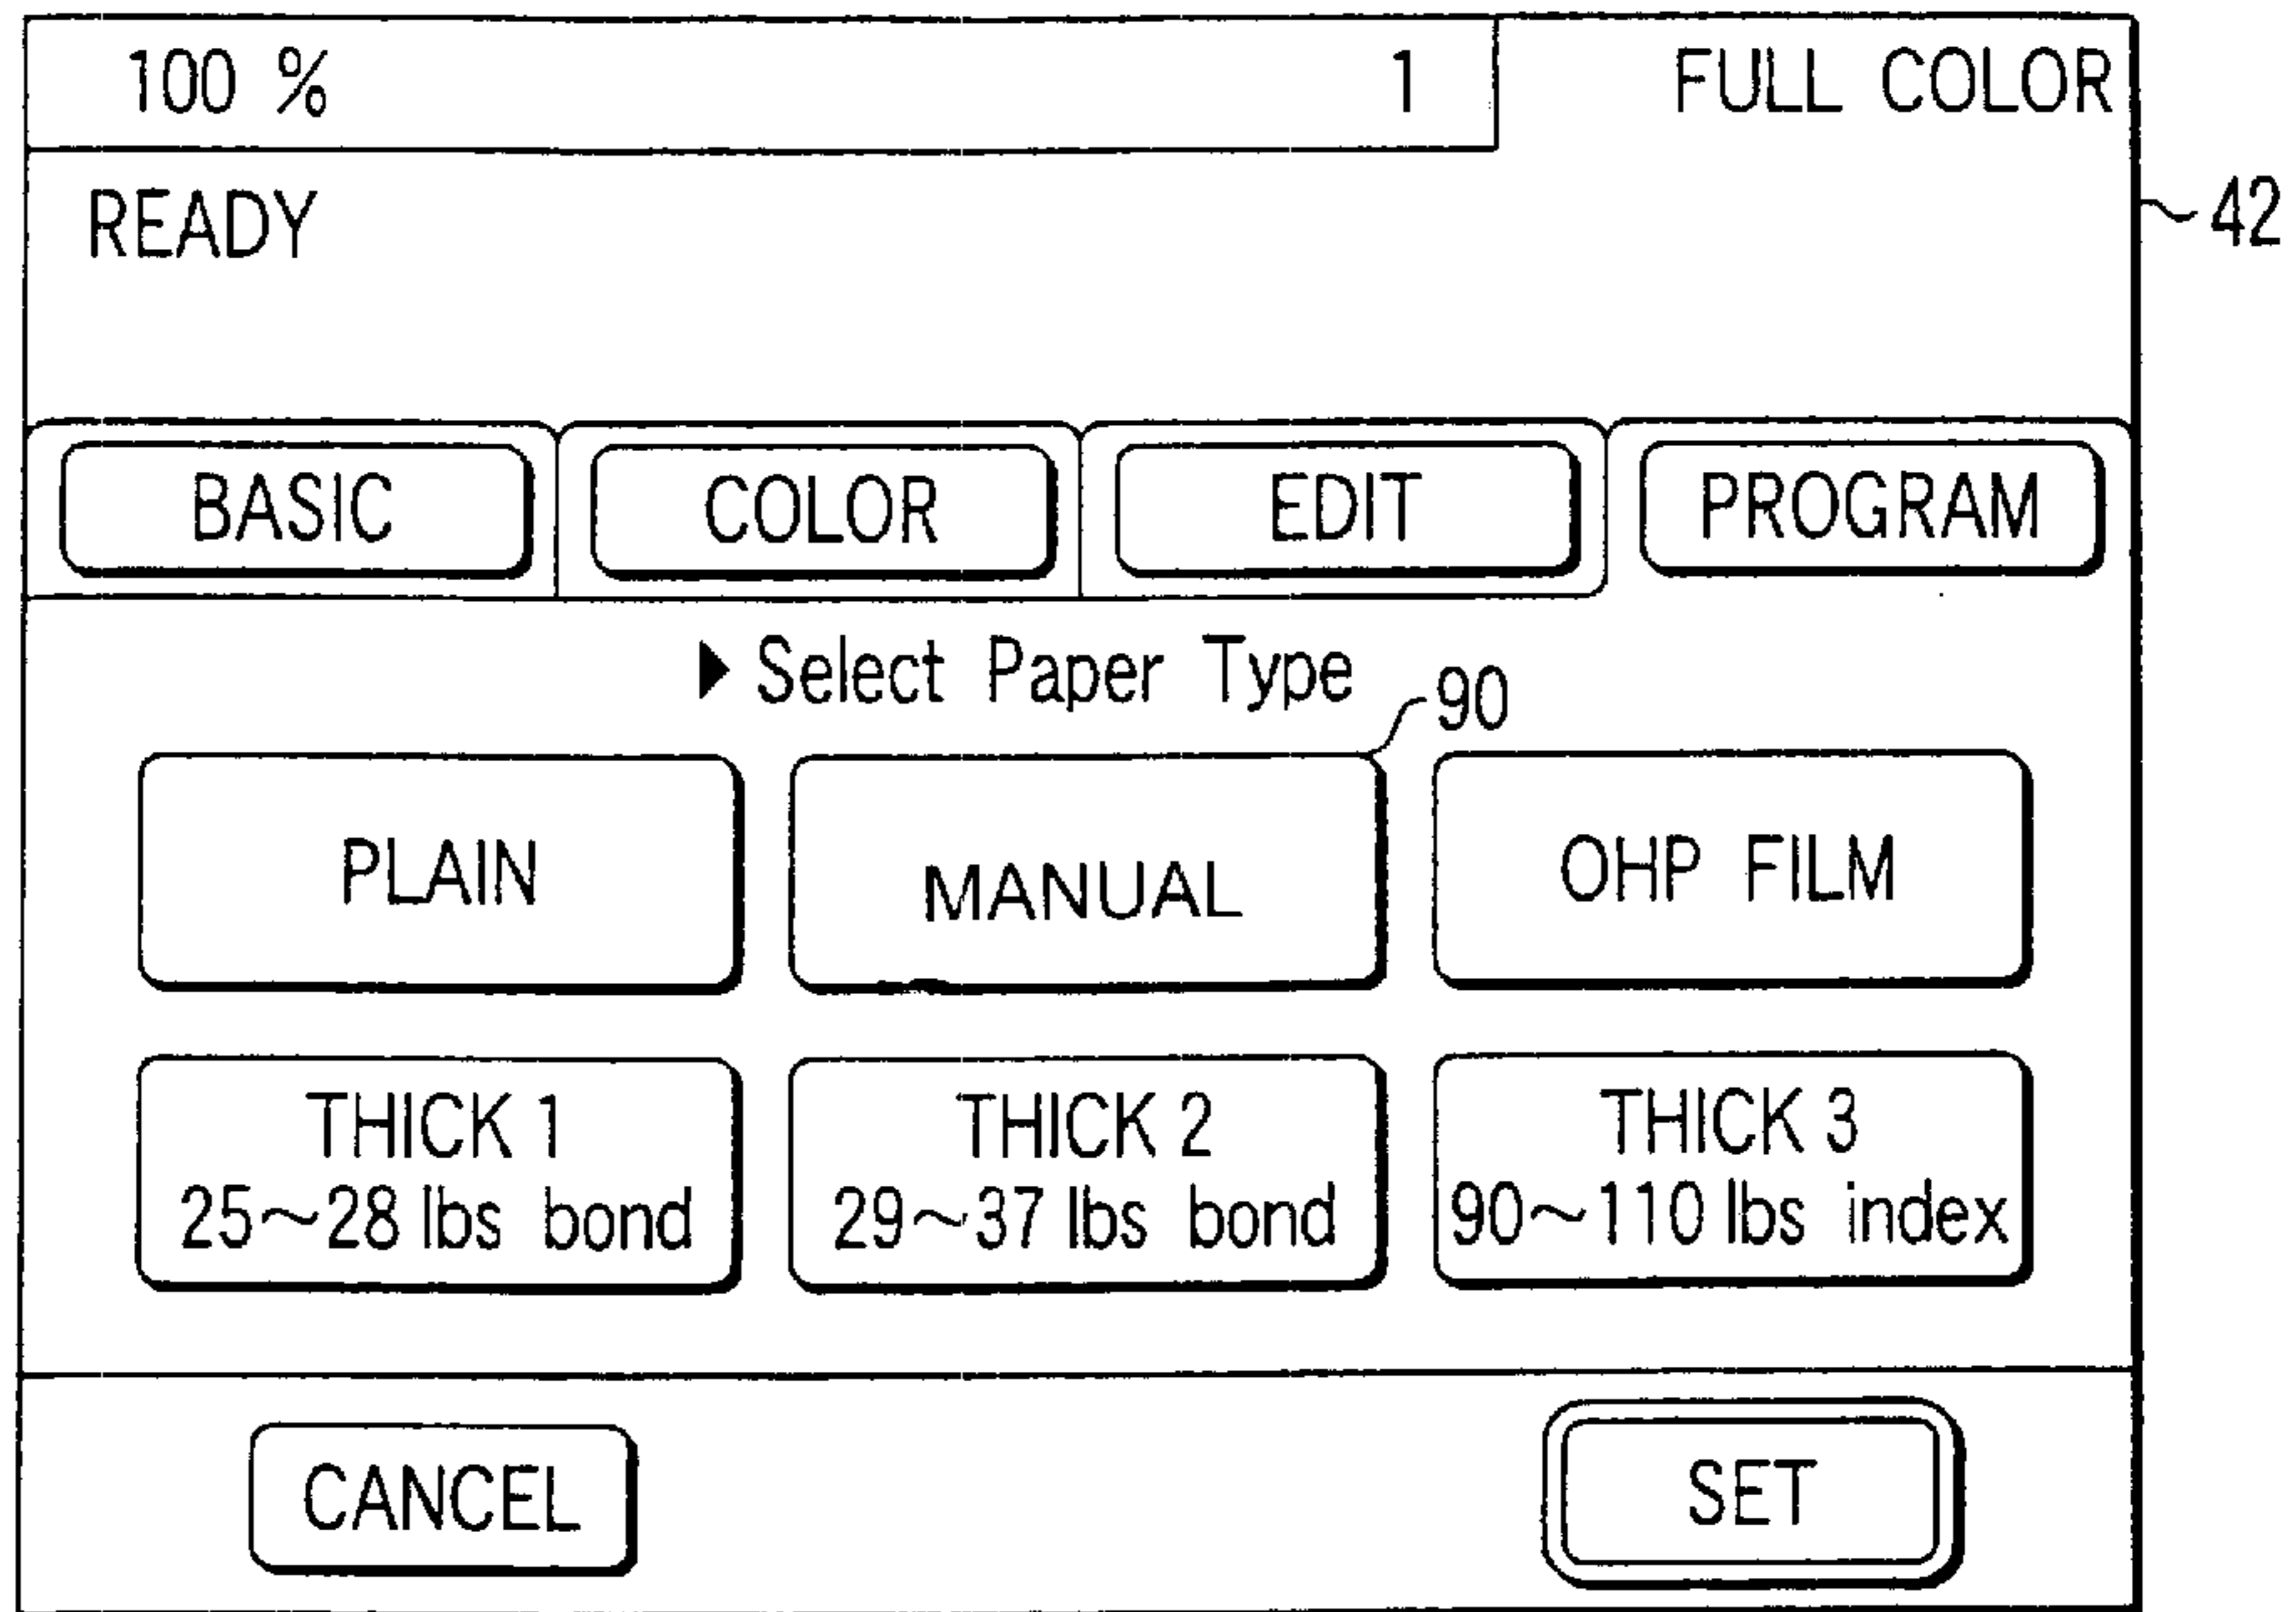 100 % 1 FULL COLOR
READY
42
BASIC COLOR EDIT PROGRAM
▶ Select Paper Type
90
PLAIN MANUAL OHP FILM
THICK 1 THICK 2 THICK 3
25~28 lbs bond 29~37 lbs bond 90~110 lbs index
CANCEL SET